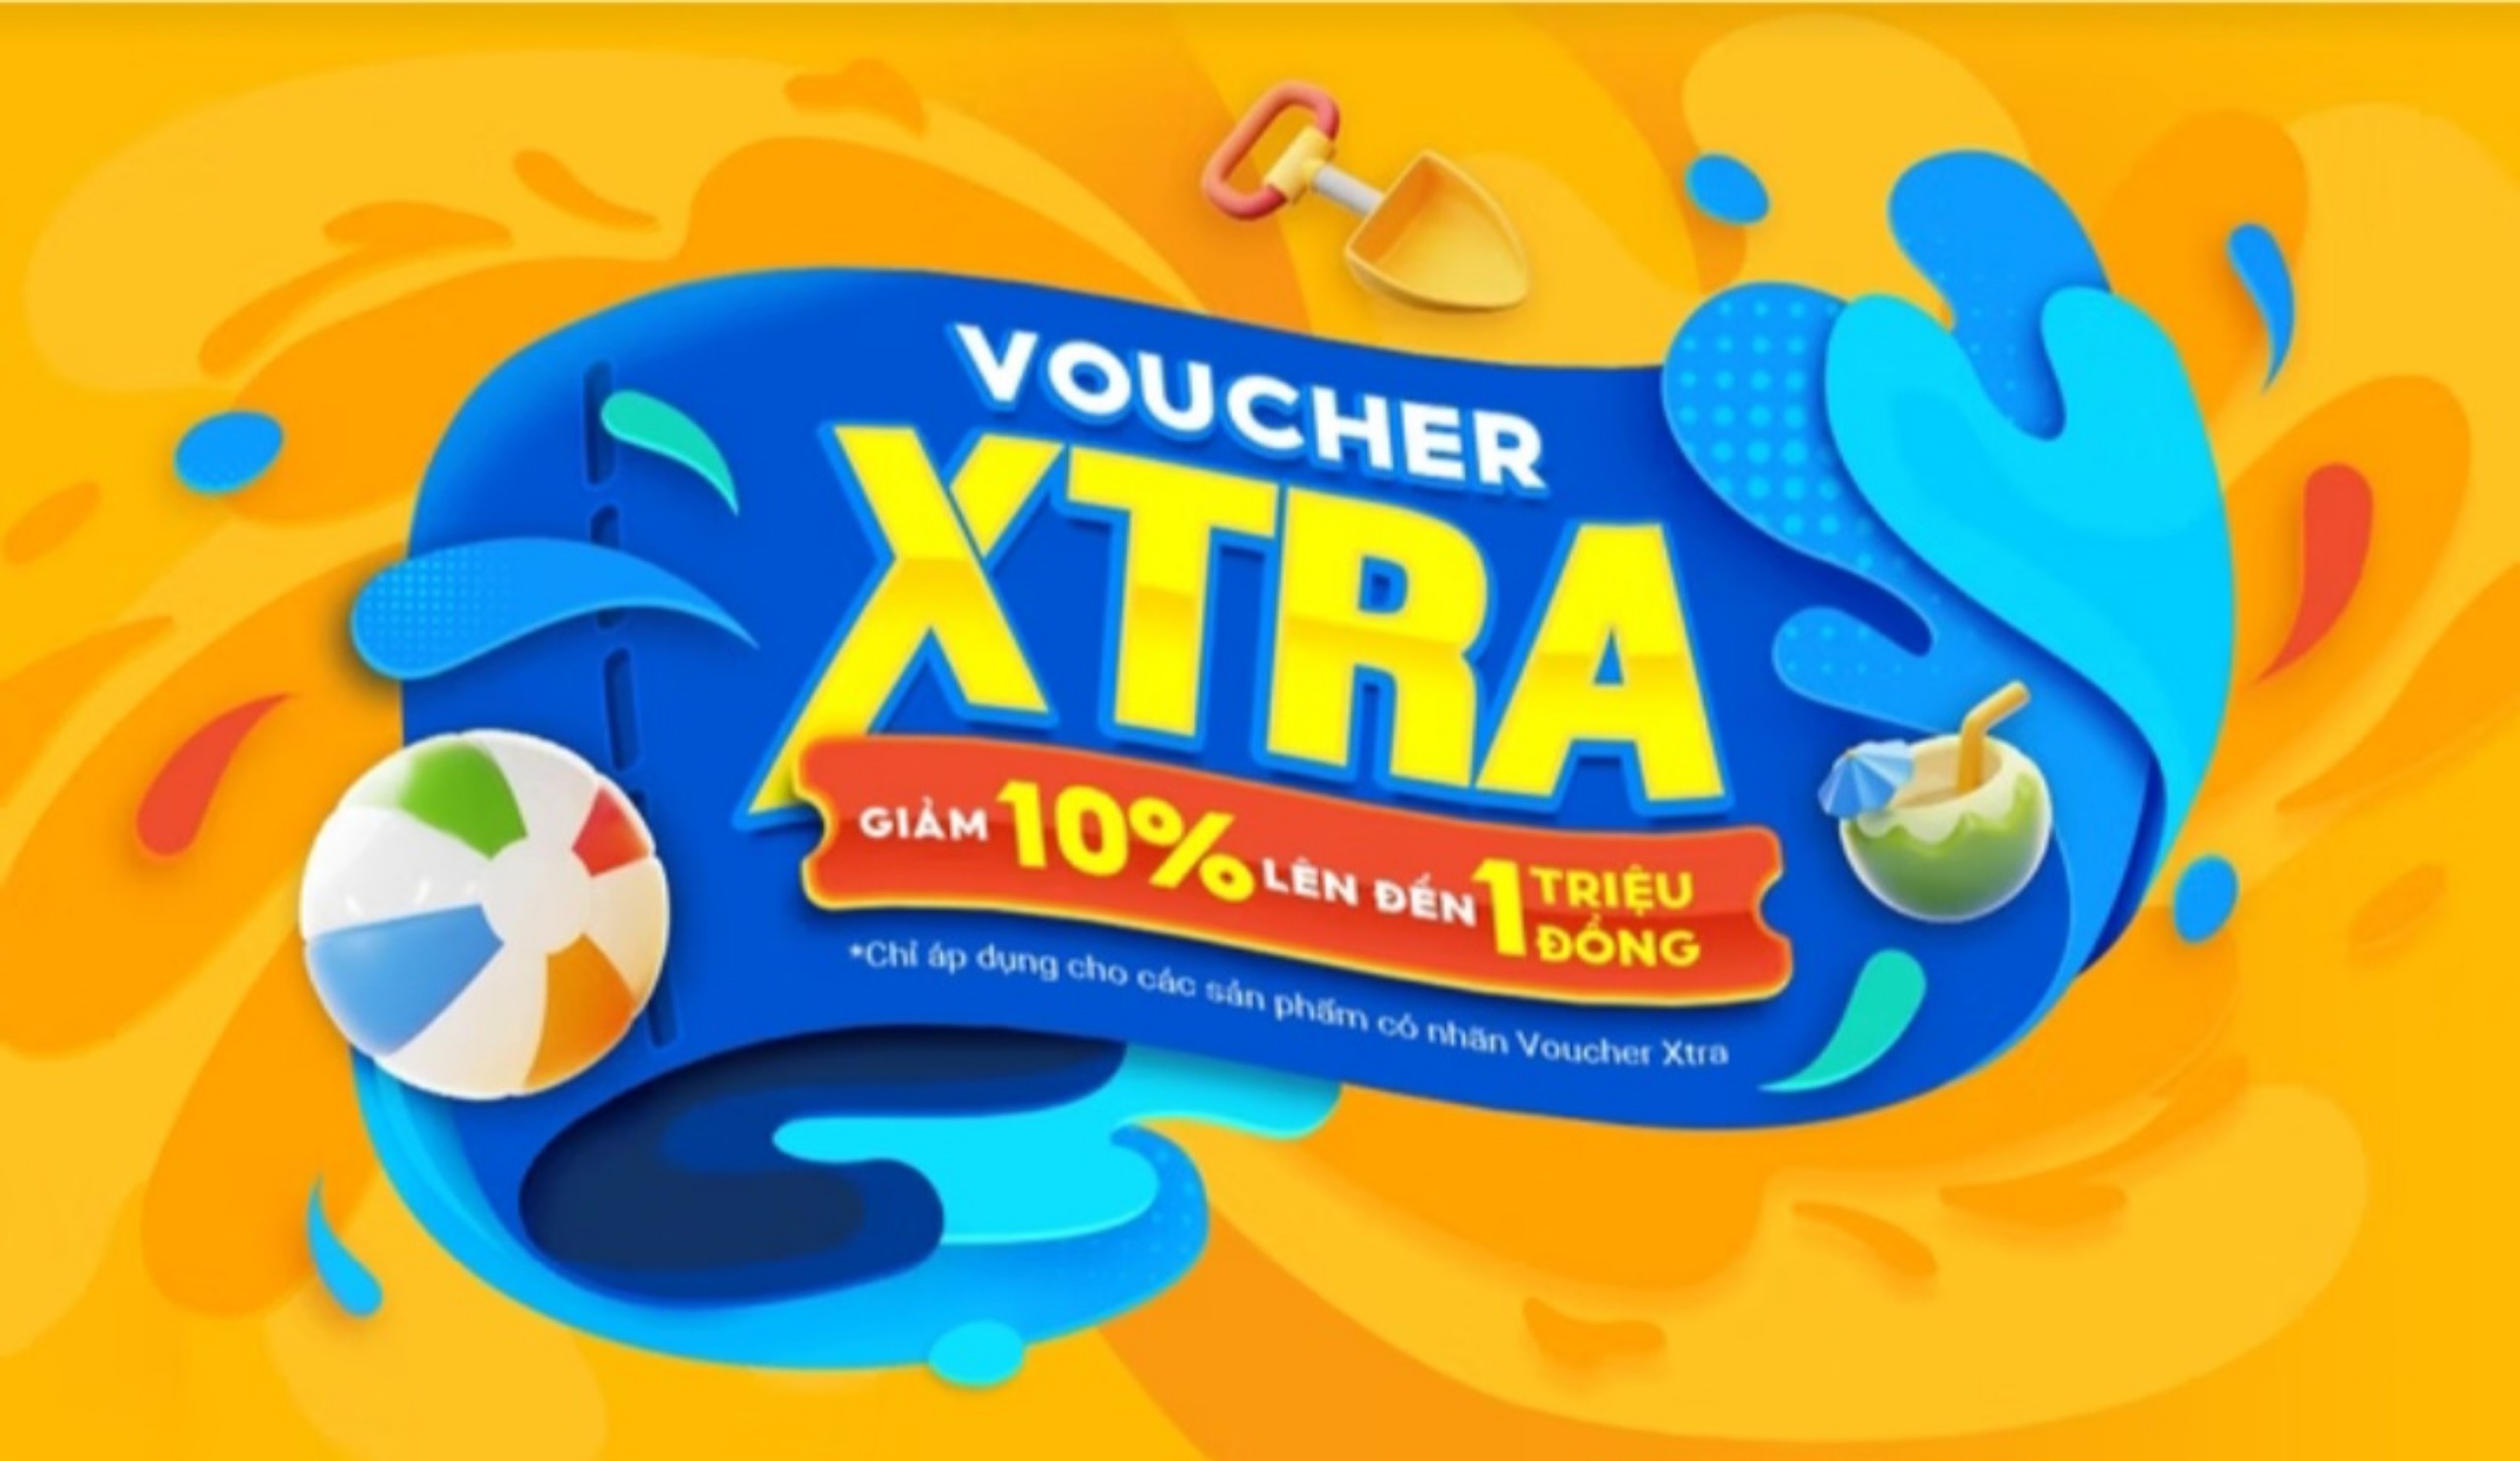 VOUCHER
XTRA
GIẢM 10% LÊN ĐẾN 1 TRIỆU ĐỒNG
*Chỉ áp dụng cho các sản phẩm có nhãn Voucher Xtra